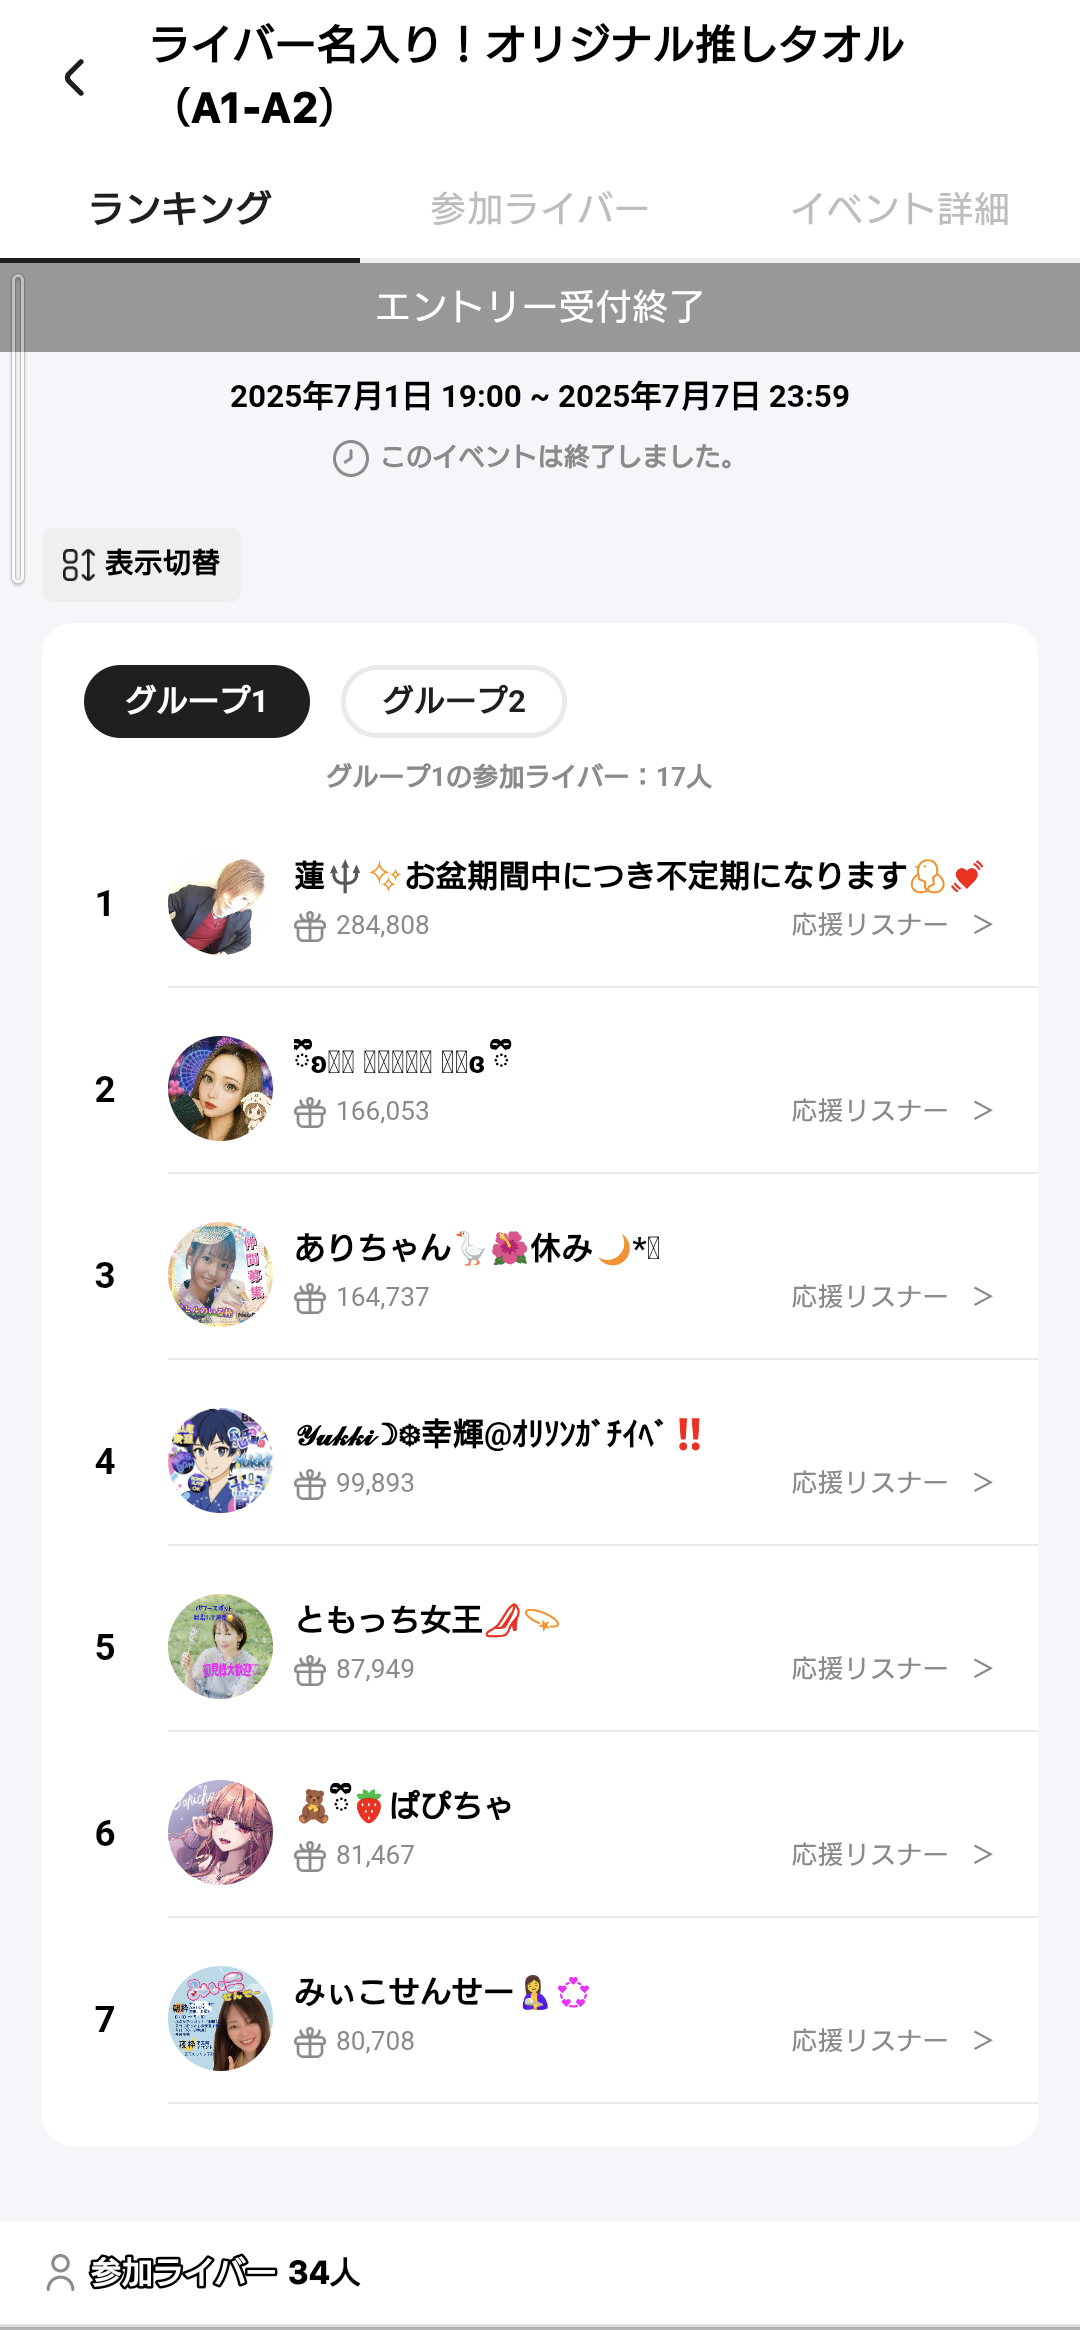 ライバー名入り！オリジナル推しタオル
（A1-A2）
ランキング
参加ライバー
イベント詳細
エントリー受付終了
2025年7月1日 19:00 ~ 2025年7月7日 23:59
このイベントは終了しました。
表示切替
グループ1
グループ2
グループ1の参加ライバー：17人
1
蓮🔱✨お盆期間中につき不定期になります🐣💓
284,808
応援リスナー >
2
166,053
応援リスナー >
3
ありちゃん🪿🌺休み🌙*
164,737
応援リスナー >
4
𝒴𝓊𝓀𝓀𝒾☽❆幸輝@ｵﾘｿﾝｶﾞﾁｲﾍﾞ‼️
99,893
応援リスナー >
5
ともっち女王👠💫
87,949
応援リスナー >
6
🧸🍓ぱぴちゃ
81,467
応援リスナー >
7
みぃこせんせー🤱
80,708
応援リスナー >
参加ライバー 34人